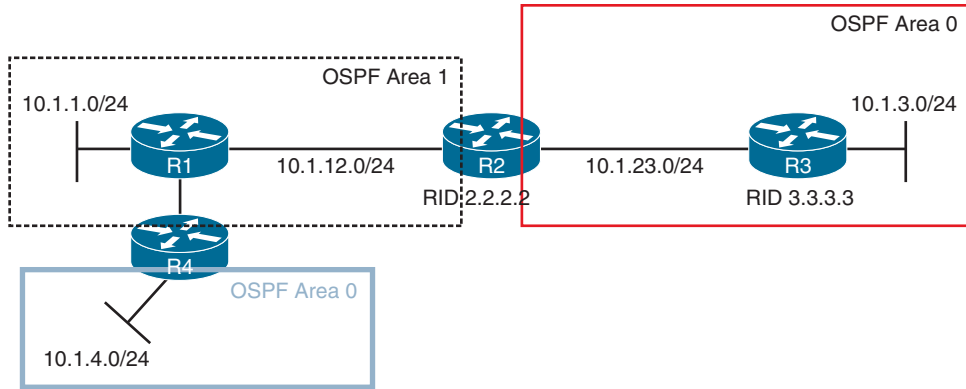 OSPF Area 0
OSPF Area 1
10.1.1.0/24
10.1.3.0/24
R1
10.1.12.0/24
R2
10.1.23.0/24
R3
RID 2.2.2.2
RID 3.3.3.3
R4
OSPF Area 0
10.1.4.0/24